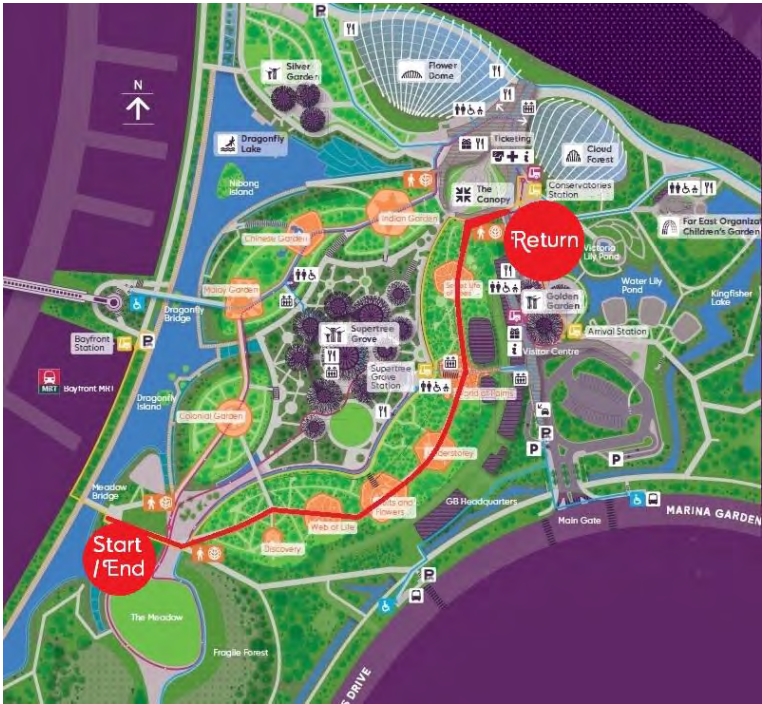 N
Silver
Garden
Flower
Dome
Dragonfly
Lake
Ticketing
Cloud
Forest
Nibong
Island
The
Canopy
Conservatories
Station
Indian Garden
Chinese Garden
Return
Far East Organizat
Children's Garden
Victoria
Lily Pond
Malay Garden
Water Lily
Pond
Kingfisher
Lake
Golden
Garden
Dragonfly
Bridge
Supertree
Grove
Arrival Station
Visitor Centre
Bayfront
Station
P
MRT
Bayfront MRT
Supertree
Grove
Station
World of Palms
Dragonfly
Island
Colonial Garden
Understorey
P
P
P
P
Meadow
Bridge
Fruits and
Flowers
GB Headquarters
Web of Life
MARINA GARDEN
Main Gate
Start
/End
Discovery
P
The Meadow
Fragile Forest
S DRIVE